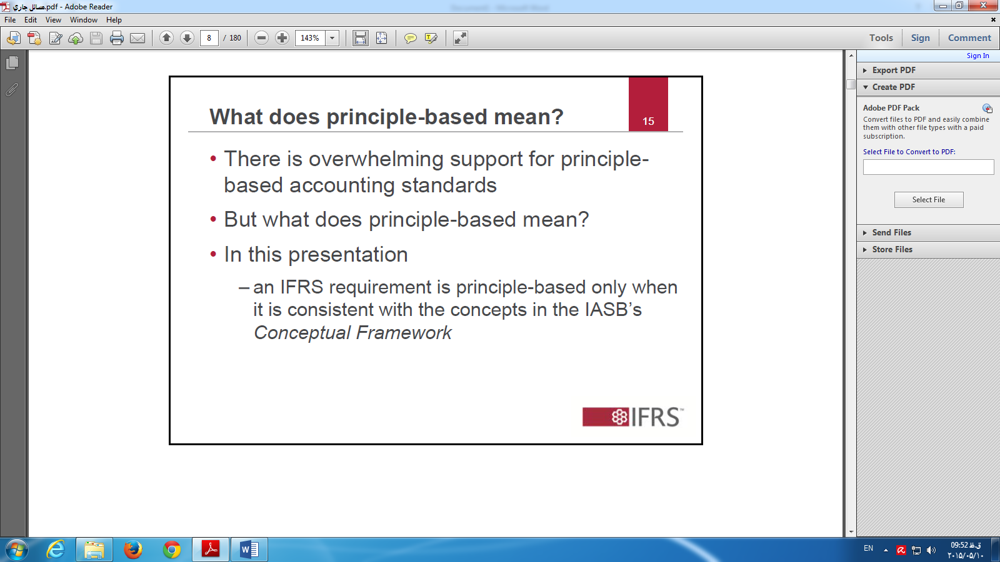 مسائل جاري.pdf - Adobe Reader
File Edit View Window Help
8 / 180 143% Tools Sign Comment
Sign In
Export PDF
Create PDF
Adobe PDF Pack
Convert files to PDF and easily combine
them with other file types with a paid
subscription.
Select File to Convert to PDF:
Select File
Send Files
Store Files
What does principle-based mean?
15
• There is overwhelming support for principle-
based accounting standards
• But what does principle-based mean?
• In this presentation
– an IFRS requirement is principle-based only when
it is consistent with the concepts in the IASB’s
Conceptual Framework
IFRS™
EN
09:52 ق.ظ
٢٠١٥/٠٥/١٠